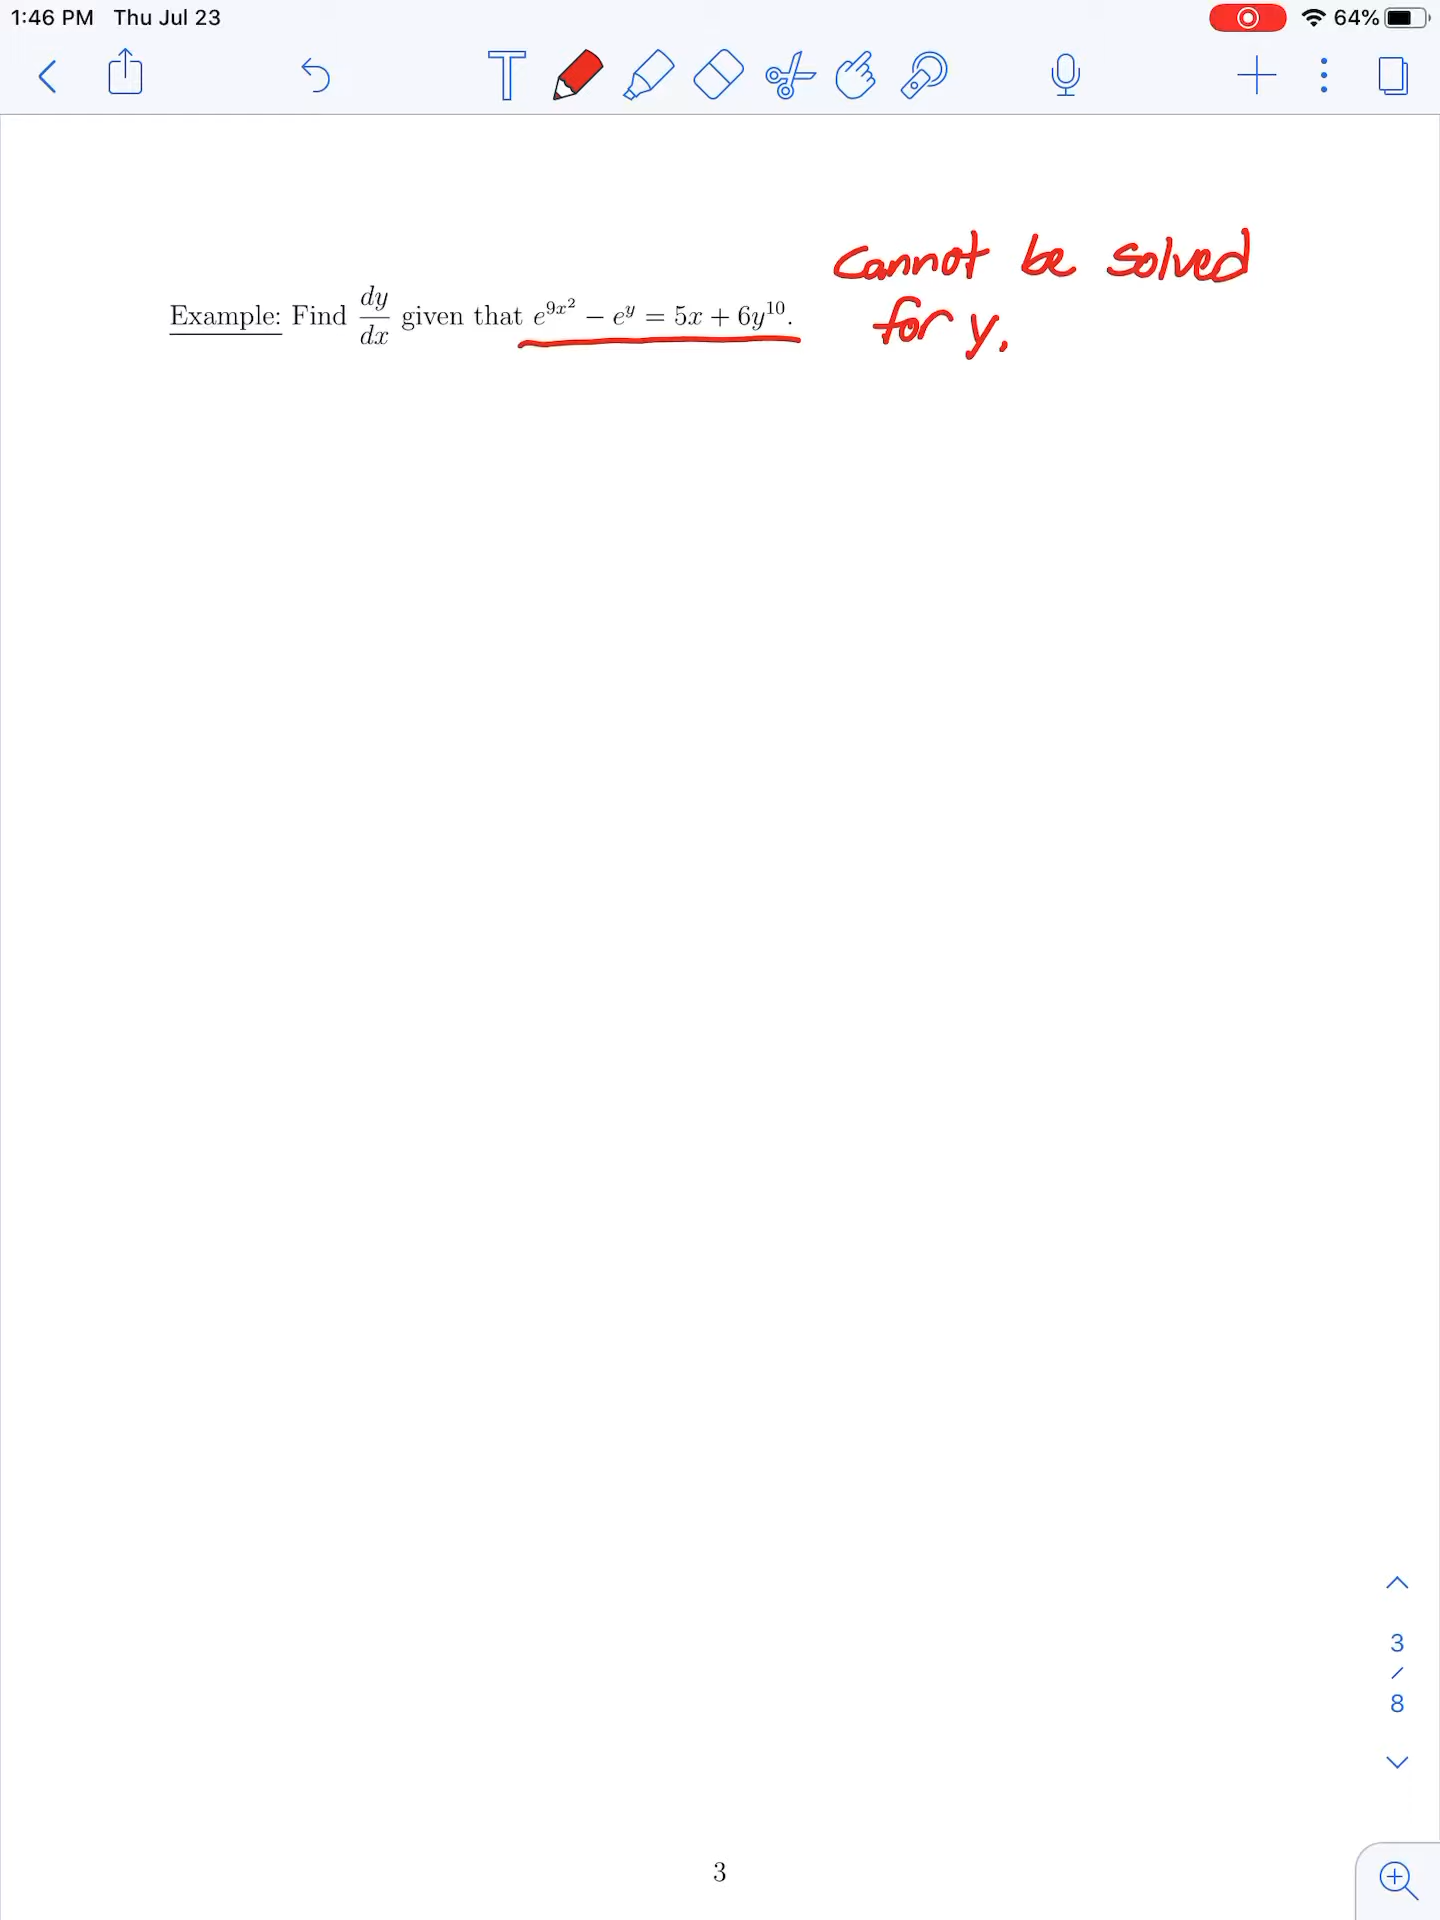 1:46 PM Thu Jul 23 64%
T
cannot be solved
Example: Find dy/dx given that e^{9x^2} − e^y = 5x + 6y^{10}.
for y.
3
/
8
3